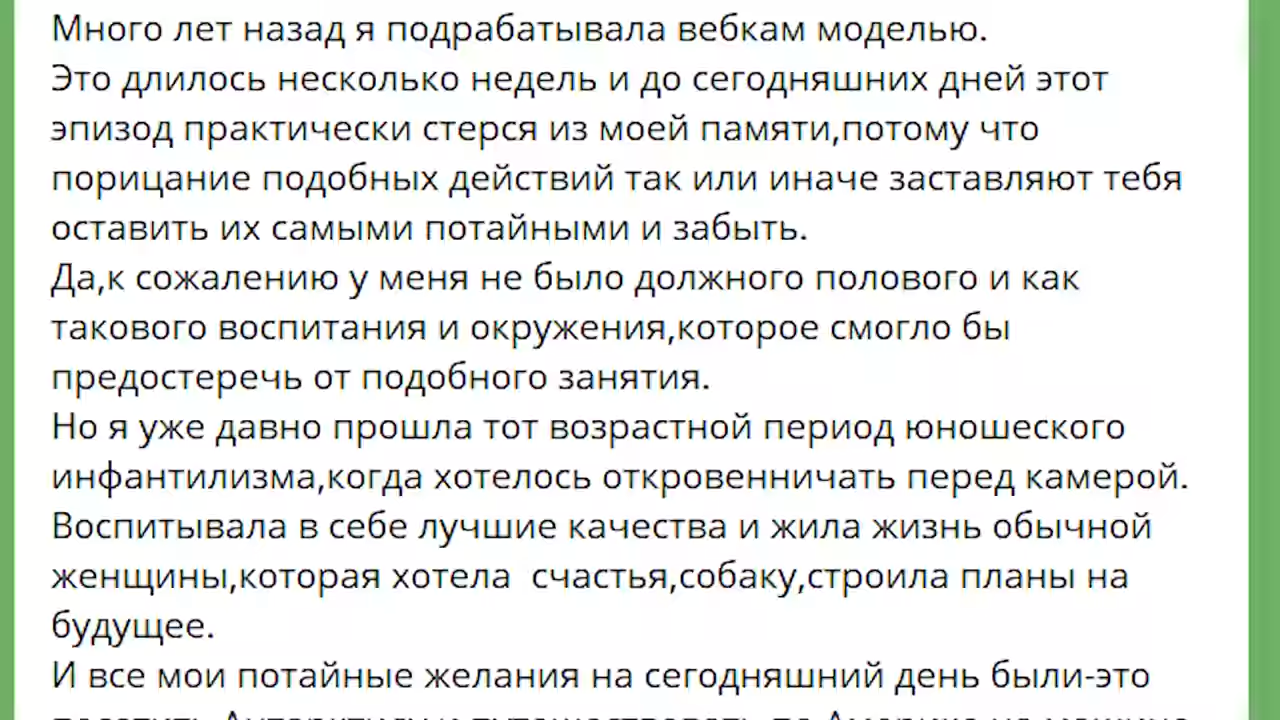 Много лет назад я подрабатывала вебкам моделью.
Это длилось несколько недель и до сегодняшних дней этот
эпизод практически стерся из моей памяти,потому что
порицание подобных действий так или иначе заставляют тебя
оставить их самыми потайными и забыть.
Да,к сожалению у меня не было должного полового и как
такового воспитания и окружения,которое смогло бы
предостеречь от подобного занятия.
Но я уже давно прошла тот возрастной период юношеского
инфантилизма,когда хотелось откровенничать перед камерой.
Воспитывала в себе лучшие качества и жила жизнь обычной
женщины,которая хотела  счастья,собаку,строила планы на
будущее.
И все мои потайные желания на сегодняшний день были-это